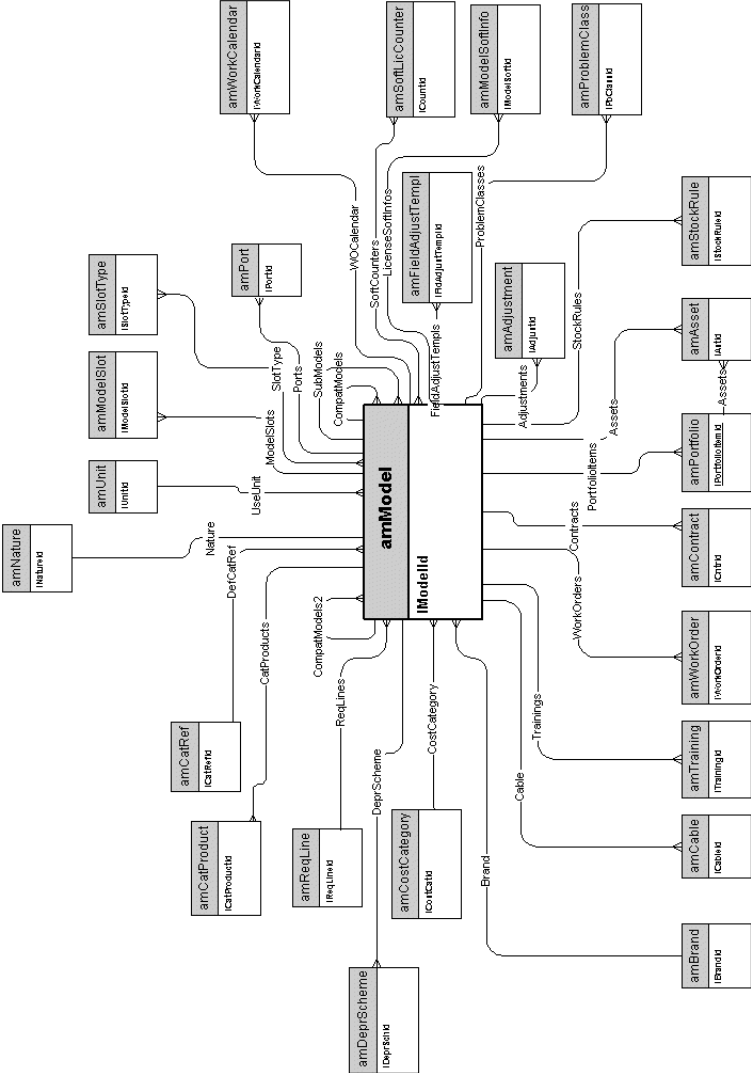 amWorkCalendar
lWorkCalendarId
amSoftLicCounter
lCountId
amModelSoftInfo
lModelSoftId
amProblemClass
lPbClassId
amSlotType
lSlotTypeId
amPort
lPortId
WOCalendar
SoftCounters
LicenseSoftInfos
amFieldAdjustTempl
lFldAdjustTemplId
ProblemClasses
amStockRule
lStockRuleId
amModelSlot
lModelSlotId
SlotType
Ports
SubModels
CompatModels
FieldAdjustTempls
amAdjustment
lAdjustId
Adjustments
StockRules
amAsset
lAstId
Assets
Assets
amUnit
lUnitId
ModelSlots
UseUnit
amModel
lModelId
PortfolioItems
amPortfolio
lPortfolioItemId
amNature
lNatureId
Nature
DefCatRef
CatProducts
CompatModels2
Contracts
amContract
lCntrId
WorkOrders
amWorkOrder
lWorkOrderId
ReqLines
DeprScheme
CostCategory
Trainings
amTraining
lTrainingId
amCatRef
lCatRefId
amCatProduct
lCatProductId
amReqLine
lReqLineId
amCostCategory
lCostCatId
Cable
amCable
lCableId
Brand
amBrand
lBrandId
amDeprScheme
lDeprSchId